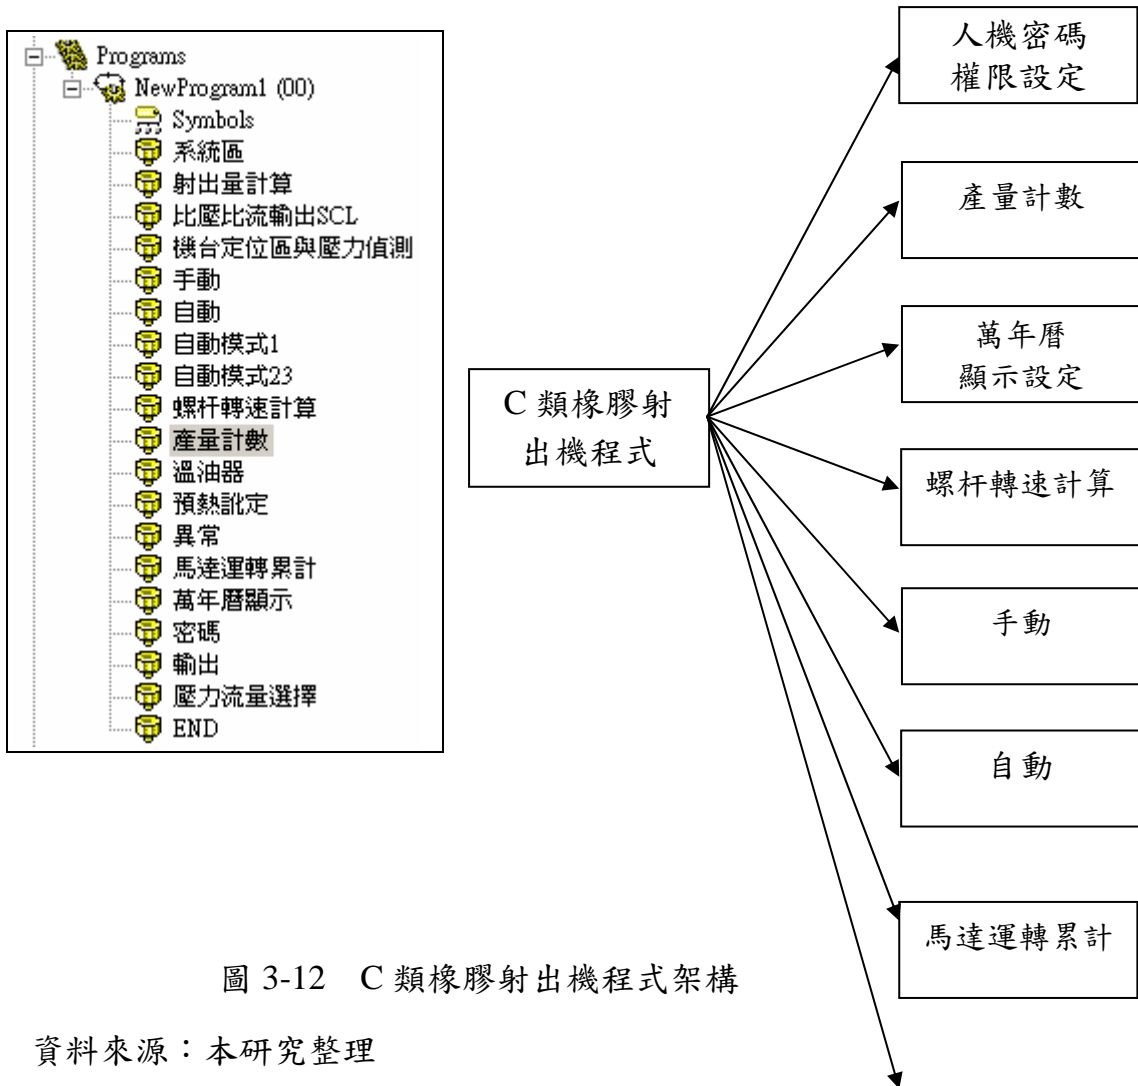 Programs
NewProgram1 (00)
Symbols
系統區
射出量計算
比壓比流輸出SCL
機台定位區與壓力偵測
手動
自動
自動模式1
自動模式23
螺杆轉速計算
產量計數
溫油器
預熱訛定
異常
馬達運轉累計
萬年曆顯示
密碼
輸出
壓力流量選擇
END
C 類橡膠射
出機程式
人機密碼
權限設定
產量計數
萬年曆
顯示設定
螺杆轉速計算
手動
自動
馬達運轉累計
圖 3-12 C 類橡膠射出機程式架構
資料來源：本研究整理